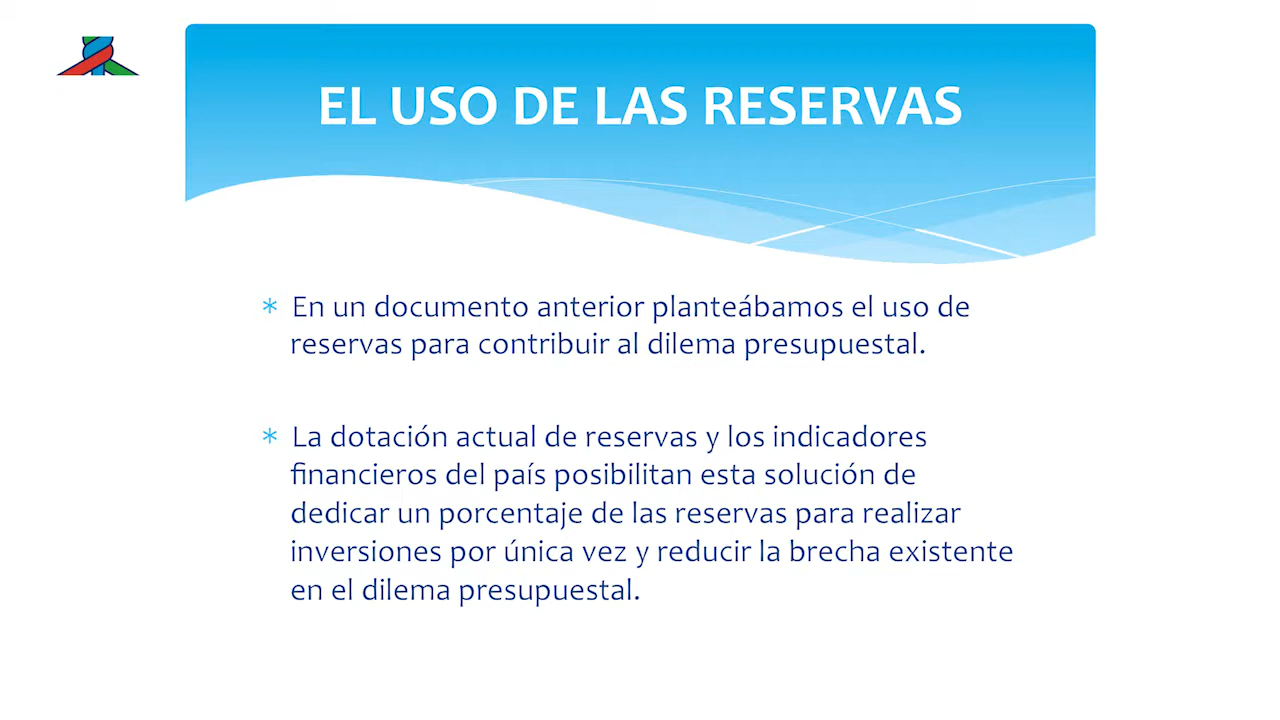 EL USO DE LAS RESERVAS
* En un documento anterior planteábamos el uso de
reservas para contribuir al dilema presupuestal.
* La dotación actual de reservas y los indicadores
financieros del país posibilitan esta solución de
dedicar un porcentaje de las reservas para realizar
inversiones por única vez y reducir la brecha existente
en el dilema presupuestal.